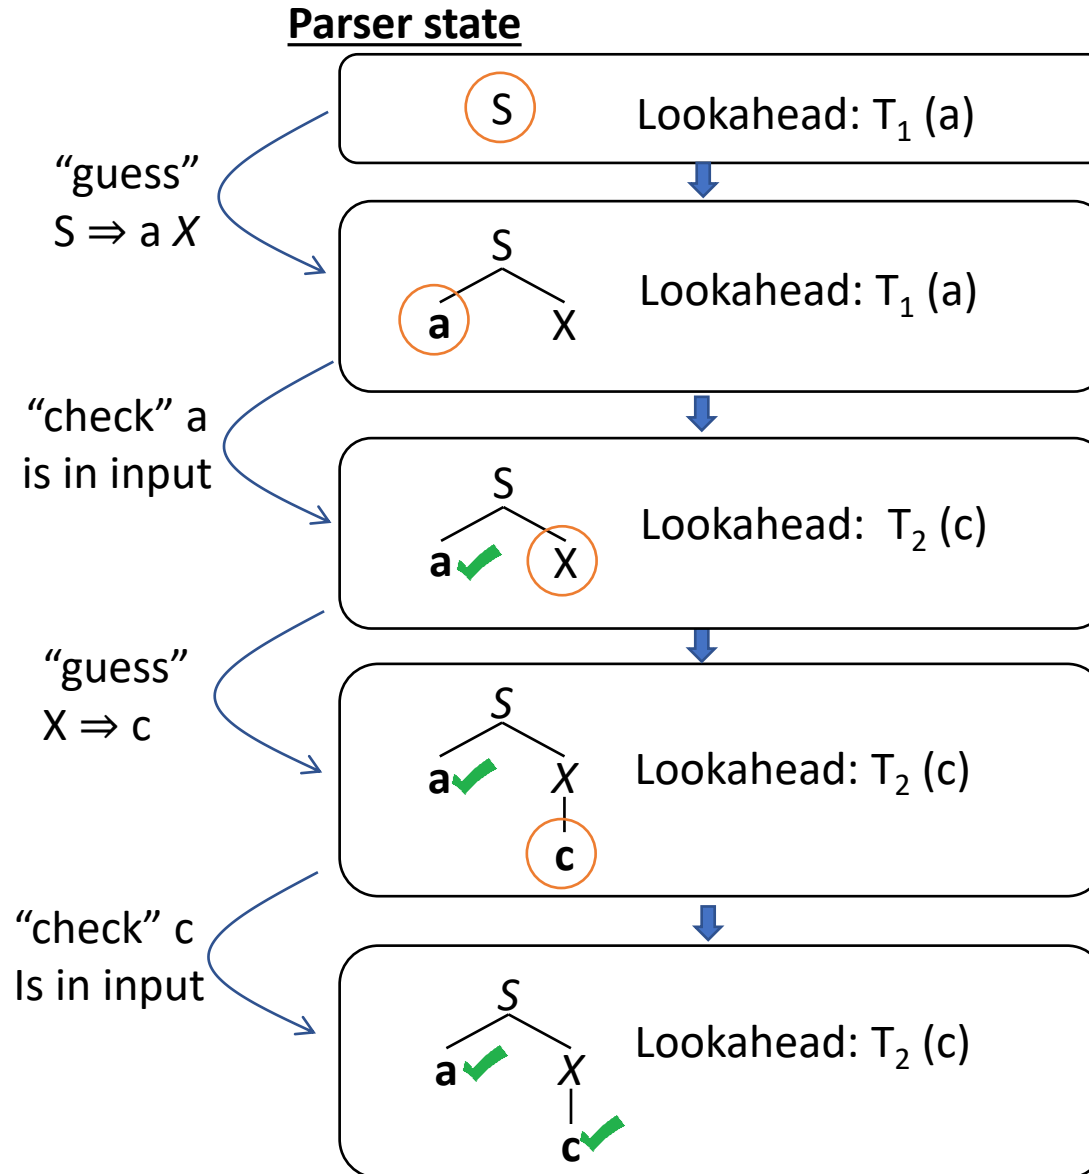 Parser state
S Lookahead: T₁ (a)
“guess”
S ⇒ a X
S
Lookahead: T₁ (a)
a X
“check” a
is in input
S
Lookahead: T₂ (c)
a X
“guess”
X ⇒ c
S
Lookahead: T₂ (c)
a X
c
“check” c
Is in input
S
Lookahead: T₂ (c)
a X
c